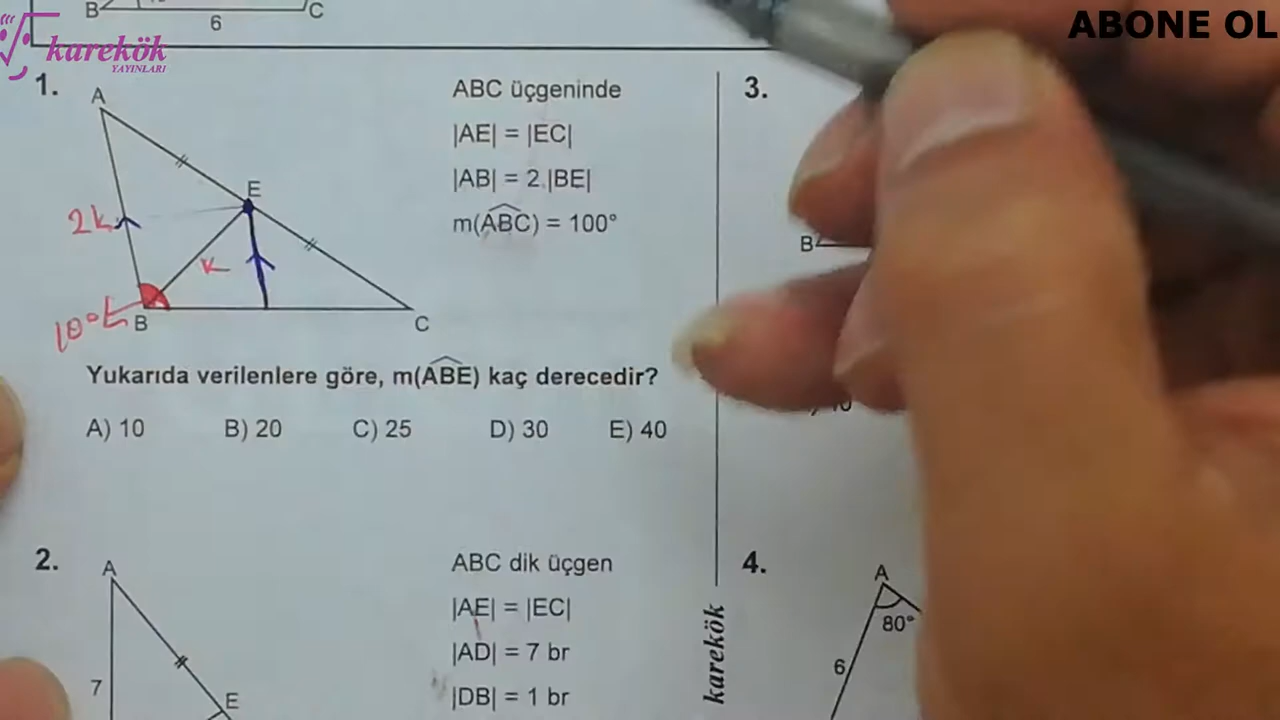 ABONE OL
B 6 C
karekök
YAYINLARI
1.
A
E
2k
K
100
B
C
ABC üçgeninde
|AE| = |EC|
|AB| = 2.|BE|
m(ABC) = 100°
Yukarıda verilenlere göre, m(ABE) kaç derecedir?
A) 10 B) 20 C) 25 D) 30 E) 40
2.
A
7
E
ABC dik üçgen
|AE| = |EC|
|AD| = 7 br
|DB| = 1 br
karekök
3.
B
4.
A
80°
6